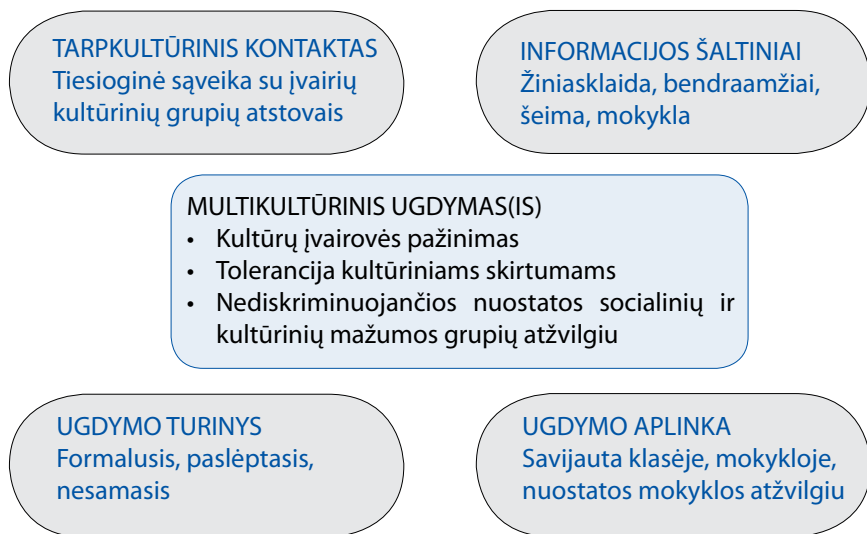 TARPKULTŪRINIS KONTAKTAS
Tiesioginė sąveika su įvairių
kultūrinių grupių atstovais
INFORMACIJOS ŠALTINIAI
Žiniasklaida, bendraamžiai,
šeima, mokykla
MULTIKULTŪRINIS UGDYMAS(IS)
• Kultūrų įvairovės pažinimas
• Tolerancija kultūriniams skirtumams
• Nediskriminuojančios nuostatos socialinių ir
kultūrinių mažumos grupių atžvilgiu
UGDYMO TURINYS
Formalusis, paslėptasis,
nesamasis
UGDYMO APLINKA
Savijauta klasėje, mokykloje,
nuostatos mokyklos atžvilgiu